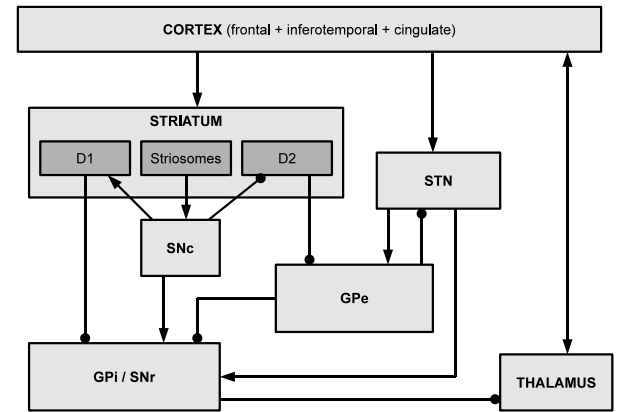 CORTEX (frontal + inferotemporal + cingulate)
STRIATUM
D1
Striosomes
D2
STN
SNc
GPe
GPi / SNr
THALAMUS